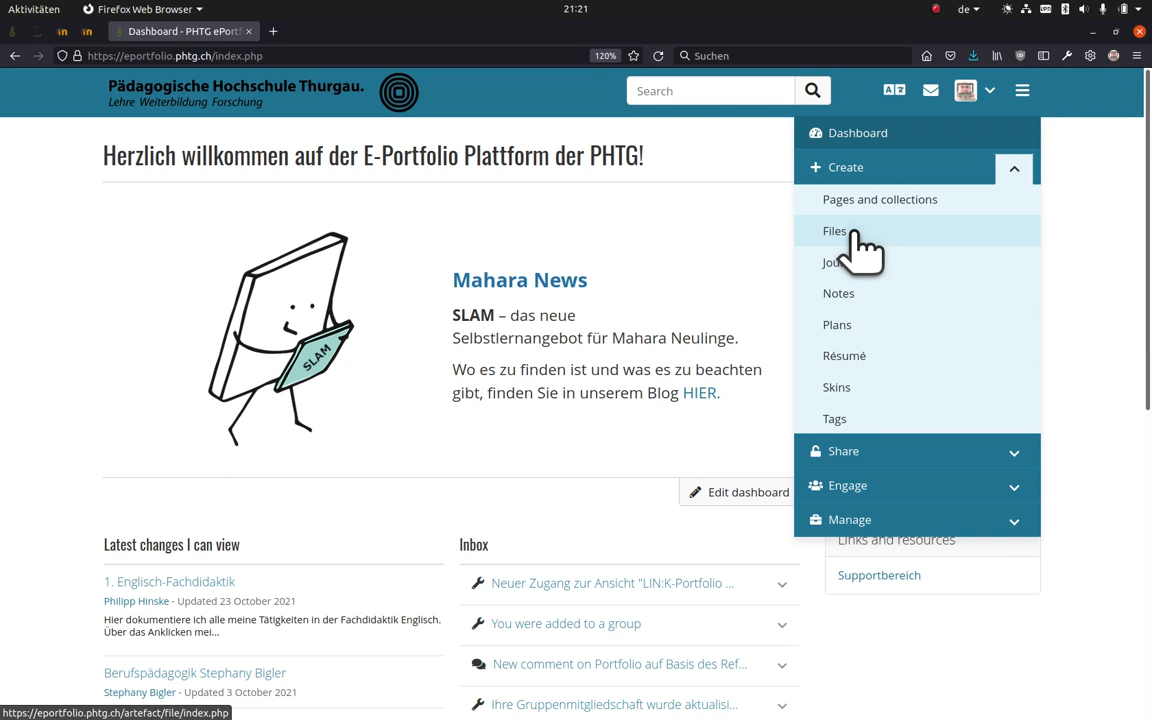 Aktivitäten
Firefox Web Browser
21:21
de
Dashboard - PHTG ePortf
https://eportfolio.phtg.ch/index.php
120%
Suchen
Pädagogische Hochschule Thurgau.
Lehre Weiterbildung Forschung
Search
Dashboard
Create
Pages and collections
Files
Notes
Plans
Résumé
Skins
Tags
Share
Engage
Manage
Herzlich willkommen auf der E-Portfolio Plattform der PHTG!
SLAM
Mahara News
SLAM – das neue
Selbstlernangebot für Mahara Neulinge.
Wo es zu finden ist und was es zu beachten
gibt, finden Sie in unserem Blog HIER.
Edit dashboard
Links and resources
Supportbereich
Latest changes I can view
1. Englisch-Fachdidaktik
Philipp Hinske - Updated 23 October 2021
Hier dokumentiere ich alle meine Tätigkeiten in der Fachdidaktik Englisch.
Über das Anklicken mei...
Berufspädagogik Stephany Bigler
Stephany Bigler - Updated 3 October 2021
Inbox
Neuer Zugang zur Ansicht "LIN:K-Portfolio ...
You were added to a group
New comment on Portfolio auf Basis des Ref...
Ihre Gruppenmitgliedschaft wurde aktualisi...
https://eportfolio.phtg.ch/artefact/file/index.php